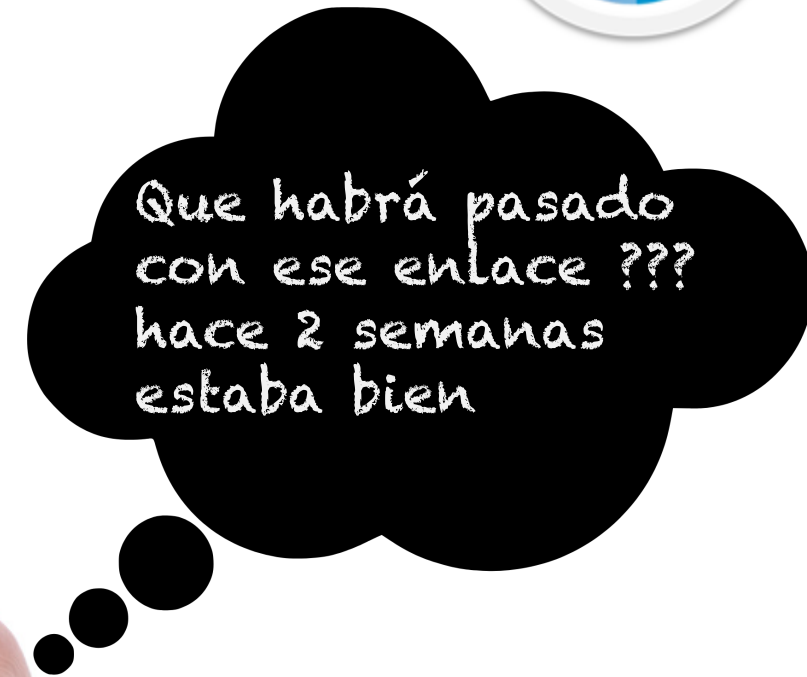 Que habrá pasado
con ese enlace ???
hace 2 semanas
estaba bien